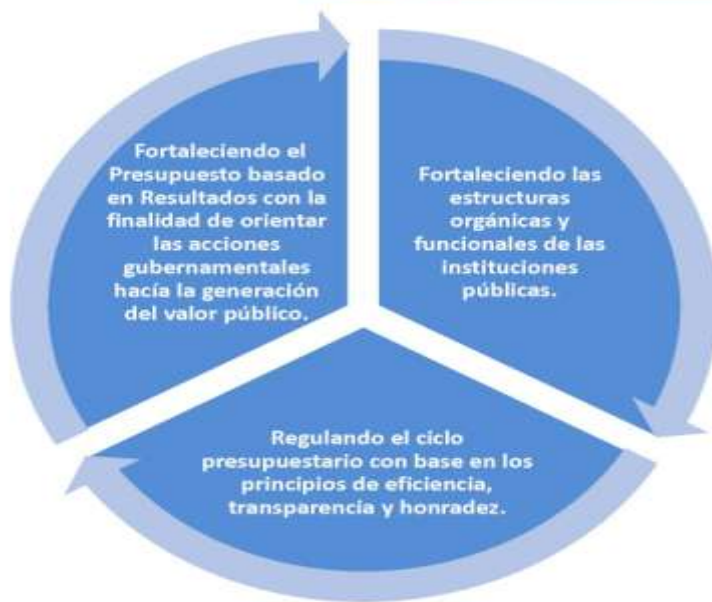 Fortaleciendo el
Presupuesto basado
en Resultados con la
finalidad de orientar
las acciones
gubernamentales
hacía la generación
del valor público.
Fortaleciendo las
estructuras
orgánicas y
funcionales de las
instituciones
públicas.
Regulando el ciclo
presupuestario con base en los
principios de eficiencia,
transparencia y honradez.